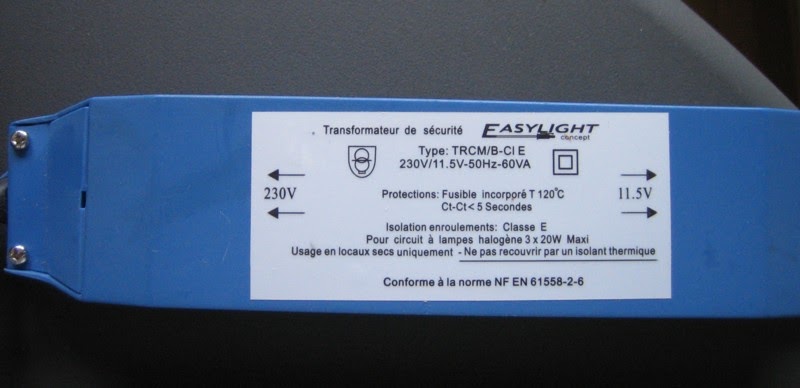 Transformateur de sécurité EASYLIGHT
concept
Type: TRCM/B-Cl E
230V/11.5V-50Hz-60VA
230V
11.5V
Protections: Fusible incorporé T 120°C
Ct-Ct< 5 Secondes
Isolation enroulements: Classe E
Pour circuit à lampes halogène 3 x 20W Maxi
Usage en locaux secs uniquement - Ne pas recouvrir par un isolant thermique
Conforme à la norme NF EN 61558-2-6